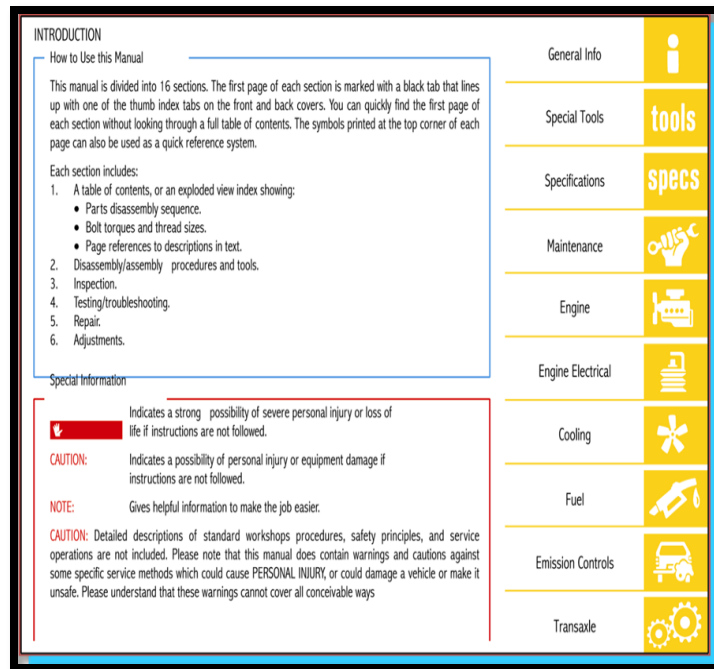 INTRODUCTION
How to Use this Manual
This manual is divided into 16 sections. The first page of each section is marked with a black tab that lines
up with one of the thumb index tabs on the front and back covers. You can quickly find the first page of
each section without looking through a full table of contents. The symbols printed at the top corner of each
page can also be used as a quick reference system.
Each section includes:
1. A table of contents, or an exploded view index showing:
• Parts disassembly sequence.
• Bolt torques and thread sizes.
• Page references to descriptions in text.
2. Disassembly/assembly procedures and tools.
3. Inspection.
4. Testing/troubleshooting.
5. Repair.
6. Adjustments.
Special Information
Indicates a strong possibility of severe personal injury or loss of
life if instructions are not followed.
CAUTION: Indicates a possibility of personal injury or equipment damage if
instructions are not followed.
NOTE: Gives helpful information to make the job easier.
CAUTION: Detailed descriptions of standard workshops procedures, safety principles, and service
operations are not included. Please note that this manual does contain warnings and cautions against
some specific service methods which could cause PERSONAL INJURY, or could damage a vehicle or make it
unsafe. Please understand that these warnings cannot cover all conceivable ways
General Info
Special Tools
tools
Specifications
specs
Maintenance
Engine
Engine Electrical
Cooling
Fuel
Emission Controls
Transaxle